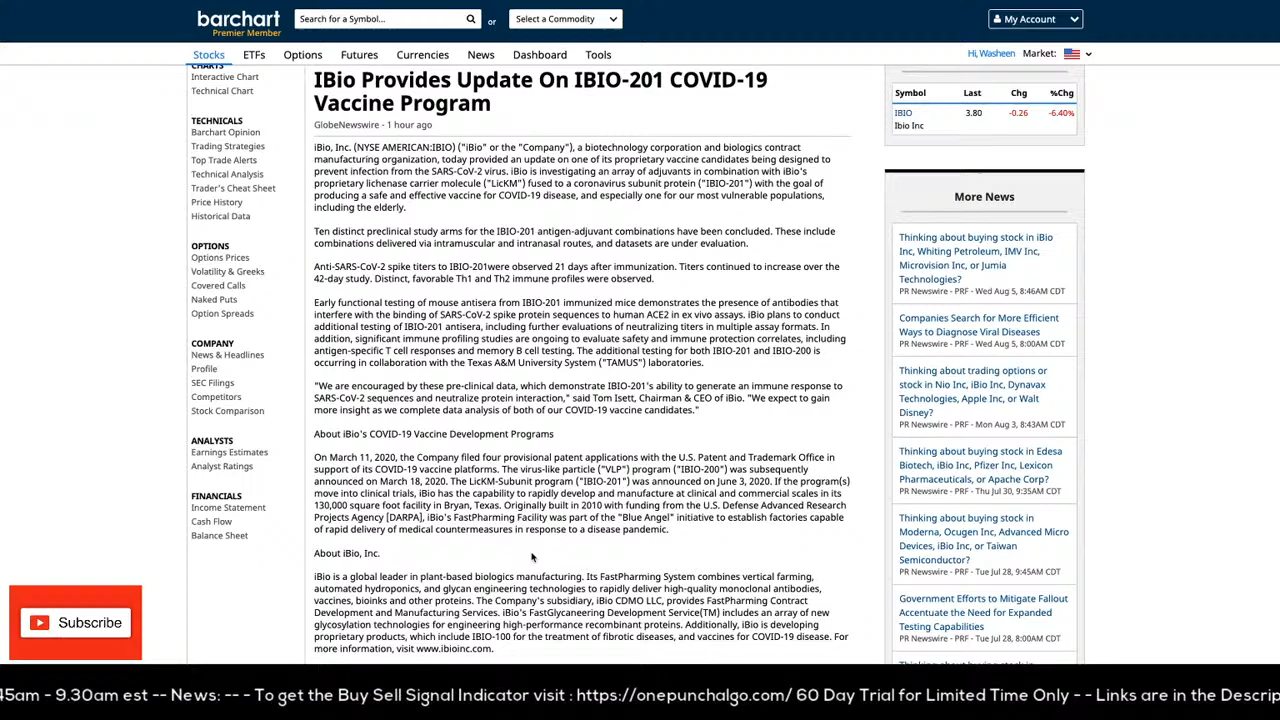 barchart
Premier Member
Search for a Symbol...
or
Select a Commodity
My Account
Stocks
ETFs
Options
Futures
Currencies
News
Dashboard
Tools
Hi, Washeen
Market:
CHARTS
Interactive Chart
Technical Chart
TECHNICALS
Barchart Opinion
Trading Strategies
Top Trade Alerts
Technical Analysis
Trader's Cheat Sheet
Price History
Historical Data
OPTIONS
Options Prices
Volatility & Greeks
Covered Calls
Naked Puts
Option Spreads
COMPANY
News & Headlines
Profile
SEC Filings
Competitors
Stock Comparison
ANALYSTS
Earnings Estimates
Analyst Ratings
FINANCIALS
Income Statement
Cash Flow
Balance Sheet
IBio Provides Update On IBIO-201 COVID-19
Vaccine Program
GlobeNewswire - 1 hour ago
iBio, Inc. (NYSE AMERICAN:IBIO) ("iBio" or the "Company"), a biotechnology corporation and biologics contract
manufacturing organization, today provided an update on one of its proprietary vaccine candidates being designed to
prevent infection from the SARS-CoV-2 virus. iBio is investigating an array of adjuvants in combination with iBio's
proprietary lichenase carrier molecule ("LicKM") fused to a coronavirus subunit protein ("IBIO-201") with the goal of
producing a safe and effective vaccine for COVID-19 disease, and especially one for our most vulnerable populations,
including the elderly.
Ten distinct preclinical study arms for the IBIO-201 antigen-adjuvant combinations have been concluded. These include
combinations delivered via intramuscular and intranasal routes, and datasets are under evaluation.
Anti-SARS-CoV-2 spike titers to IBIO-201were observed 21 days after immunization. Titers continued to increase over the
42-day study. Distinct, favorable Th1 and Th2 immune profiles were observed.
Early functional testing of mouse antisera from IBIO-201 immunized mice demonstrates the presence of antibodies that
interfere with the binding of SARS-CoV-2 spike protein sequences to human ACE2 in ex vivo assays. iBio plans to conduct
additional testing of IBIO-201 antisera, including further evaluations of neutralizing titers in multiple assay formats. In
addition, significant immune profiling studies are ongoing to evaluate safety and immune protection correlates, including
antigen-specific T cell responses and memory B cell testing. The additional testing for both IBIO-201 and IBIO-200 is
occurring in collaboration with the Texas A&M University System ("TAMUS") laboratories.
"We are encouraged by these pre-clinical data, which demonstrate IBIO-201's ability to generate an immune response to
SARS-CoV-2 sequences and neutralize protein interaction," said Tom Isett, Chairman & CEO of iBio. "We expect to gain
more insight as we complete data analysis of both of our COVID-19 vaccine candidates."
About iBio's COVID-19 Vaccine Development Programs
On March 11, 2020, the Company filed four provisional patent applications with the U.S. Patent and Trademark Office in
support of its COVID-19 vaccine platforms. The virus-like particle ("VLP") program ("IBIO-200") was subsequently
announced on March 18, 2020. The LicKM-Subunit program ("IBIO-201") was announced on June 3, 2020. If the program(s)
move into clinical trials, iBio has the capability to rapidly develop and manufacture at clinical and commercial scales in its
130,000 square foot facility in Bryan, Texas. Originally built in 2010 with funding from the U.S. Defense Advanced Research
Projects Agency [DARPA], iBio's FastPharming Facility was part of the "Blue Angel" initiative to establish factories capable
of rapid delivery of medical countermeasures in response to a disease pandemic.
About iBio, Inc.
iBio is a global leader in plant-based biologics manufacturing. Its FastPharming System combines vertical farming,
automated hydroponics, and glycan engineering technologies to rapidly deliver high-quality monoclonal antibodies,
vaccines, bioinks and other proteins. The Company's subsidiary, iBio CDMO LLC, provides FastPharming Contract
Development and Manufacturing Services. iBio's FastGlycaneering Development Service(TM) includes an array of new
glycosylation technologies for engineering high-performance recombinant proteins. Additionally, iBio is developing
proprietary products, which include IBIO-100 for the treatment of fibrotic diseases, and vaccines for COVID-19 disease. For
more information, visit www.ibioinc.com.
Symbol Last Chg %Chg
IBIO 3.80 -0.26 -6.40%
Ibio Inc
More News
Thinking about buying stock in iBio
Inc, Whiting Petroleum, IMV Inc,
Microvision Inc, or Jumia
Technologies?
PR Newswire - PRF - Wed Aug 5, 8:46AM CDT
Companies Search for More Efficient
Ways to Diagnose Viral Diseases
PR Newswire - PRF - Wed Aug 5, 8:00AM CDT
Thinking about trading options or
stock in Nio Inc, iBio Inc, Dynavax
Technologies, Apple Inc, or Walt
Disney?
PR Newswire - PRF - Mon Aug 3, 8:43AM CDT
Thinking about buying stock in Edesa
Biotech, iBio Inc, Pfizer Inc, Lexicon
Pharmaceuticals, or Apache Corp?
PR Newswire - PRF - Thu Jul 30, 9:35AM CDT
Thinking about buying stock in
Moderna, Ocugen Inc, Advanced Micro
Devices, iBio Inc, or Taiwan
Semiconductor?
PR Newswire - PRF - Tue Jul 28, 9:45AM CDT
Government Efforts to Mitigate Fallout
Accentuate the Need for Expanded
Testing Capabilities
PR Newswire - PRF - Tue Jul 28, 8:00AM CDT
Subscribe
45am - 9.30am est -- News: -- - To get the Buy Sell Signal Indicator visit : https://onepunchalgo.com/ 60 Day Trial for Limited Time Only - - Links are in the Descrip